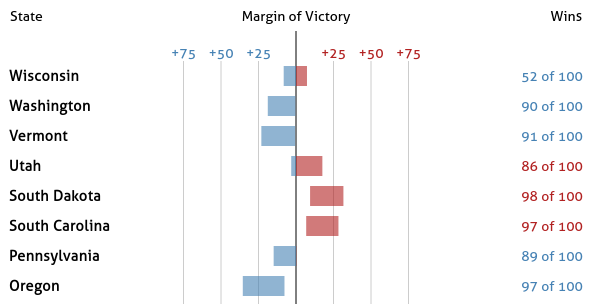 State Margin of Victory Wins
+75 +50 +25 +25 +50 +75
Wisconsin 52 of 100
Washington 90 of 100
Vermont 91 of 100
Utah 86 of 100
South Dakota 98 of 100
South Carolina 97 of 100
Pennsylvania 89 of 100
Oregon 97 of 100